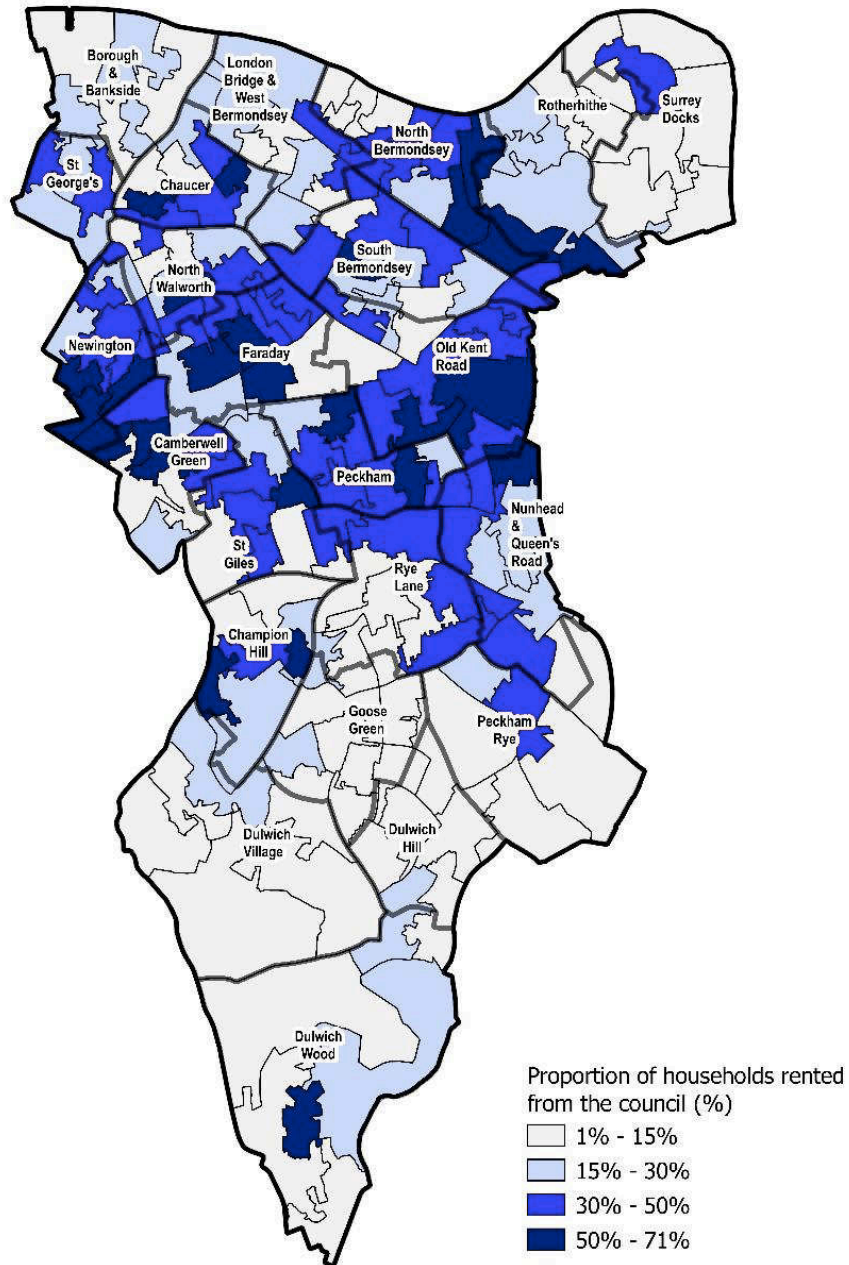 Borough
&
Bankside
London
Bridge &
West
Bermondsey
Rotherhithe
Surrey
Docks
North
Bermondsey
St
George's
Chaucer
South
Bermondsey
North
Walworth
Newington
Faraday
Old Kent
Road
Camberwell
Green
Peckham
Nunhead
&
Queen's
Road
St
Giles
Rye
Lane
Champion
Hill
Goose
Green
Peckham
Rye
Dulwich
Village
Dulwich
Hill
Dulwich
Wood
Proportion of households rented
from the council (%)
1% - 15%
15% - 30%
30% - 50%
50% - 71%